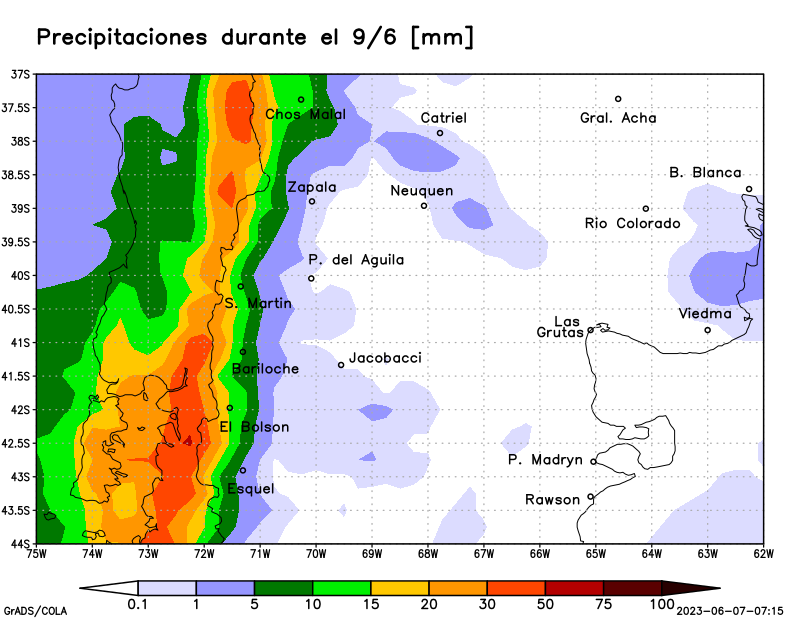 Precipitaciones durante el 9/6 [mm]
37S
37.5S
Chos Malal
Catriel
Gral. Acha
38S
38.5S
B. Blanca
Zapala
Neuquen
39S
Rio Colorado
39.5S
P. del Aguila
40S
S. Martin
40.5S
Viedma
Las
Grutas
41S
Jacobacci
Bariloche
41.5S
42S
El Bolson
42.5S
P. Madryn
43S
Esquel
Rawson
43.5S
44S
75W 74W 73W 72W 71W 70W 69W 68W 67W 66W 65W 64W 63W 62W
0.1 1 5 10 15 20 30 50 75 100
GrADS/COLA
2023-06-07-07:15